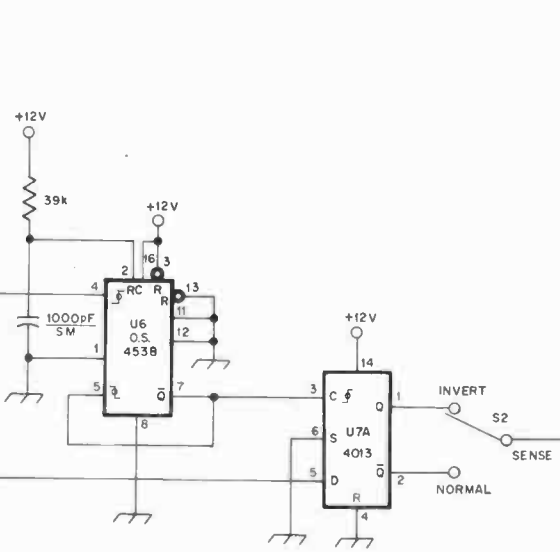 +12V
39k
+12V
16 3
2
RC R
4
R 13
1000pF
SM
U6
O.S.
4538
11
12
1
5
Q̅ 7
8
+12V
14
3 C Q 1
INVERT
S2
6 S
U7A
4013
SENSE
5 D
Q̅ 2
R
NORMAL
4